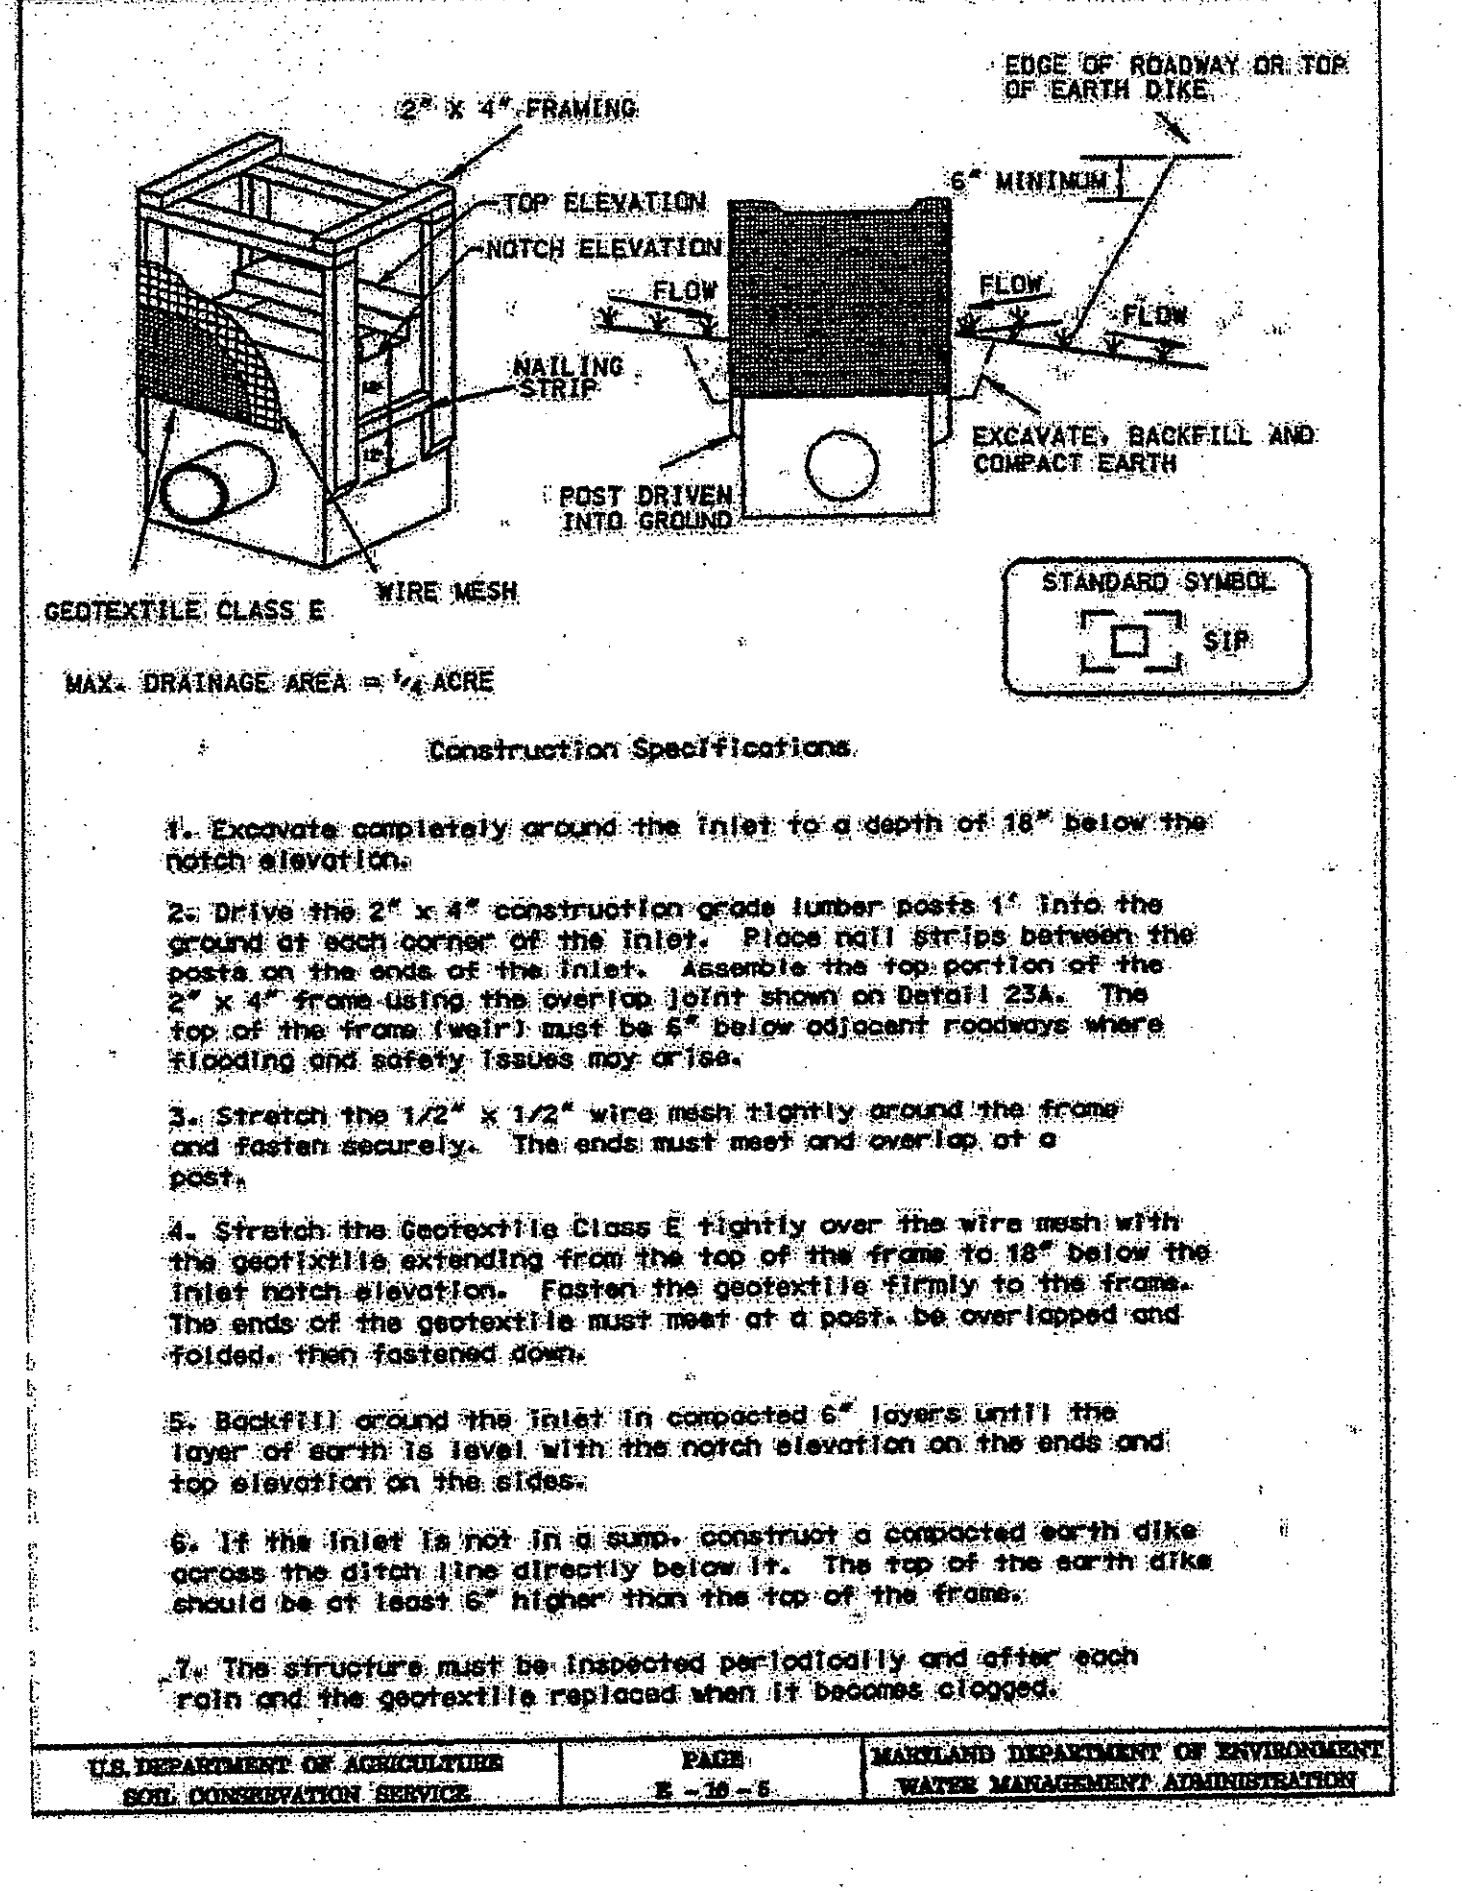 EDGE OF ROADWAY OR TOP
OF EARTH DIKE
2" X 4" FRAMING
6" MINIMUM
TOP ELEVATION
NOTCH ELEVATION
FLOW
FLOW
FLOW
NAILING
STRIP
EXCAVATE, BACKFILL AND
COMPACT EARTH
POST DRIVEN
INTO GROUND
WIRE MESH
GEOTEXTILE CLASS E
STANDARD SYMBOL
SIP
MAX. DRAINAGE AREA = 1/4 ACRE
Construction Specifications
1. Excavate completely around the inlet to a depth of 18" below the
notch elevation.
2. Drive the 2" x 4" construction grade lumber posts 1' into the
ground at each corner of the inlet. Place nail strips between the
posts on the ends of the inlet. Assemble the top portion of the
2" x 4" frame using the overlap joint shown on Detail 23A. The
top of the frame (weir) must be 6" below adjacent roadways where
flooding and safety issues may arise.
3. Stretch the 1/2" x 1/2" wire mesh tightly around the frame
and fasten securely. The ends must meet and overlap at a
post.
4. Stretch the Geotextile Class E tightly over the wire mesh with
the geotixtile extending from the top of the frame to 18" below the
inlet notch elevation. Fasten the geotextile firmly to the frame.
The ends of the geotextile must meet at a post, be overlapped and
folded, then fastened down.
5. Backfill around the inlet in compacted 6" layers until the
layer of earth is level with the notch elevation on the ends and
top elevation on the sides.
6. If the inlet is not in a sump, construct a compacted earth dike
across the ditch line directly below it. The top of the earth dike
should be at least 6" higher than the top of the frame.
7. The structure must be inspected periodically and after each
rain and the geotextile replaced when it becomes clogged.
U.S. DEPARTMENT OF AGRICULTURE
SOIL CONSERVATION SERVICE
PAGE
E - 16 - 5
MARYLAND DEPARTMENT OF ENVIRONMENT
WATER MANAGEMENT ADMINISTRATION